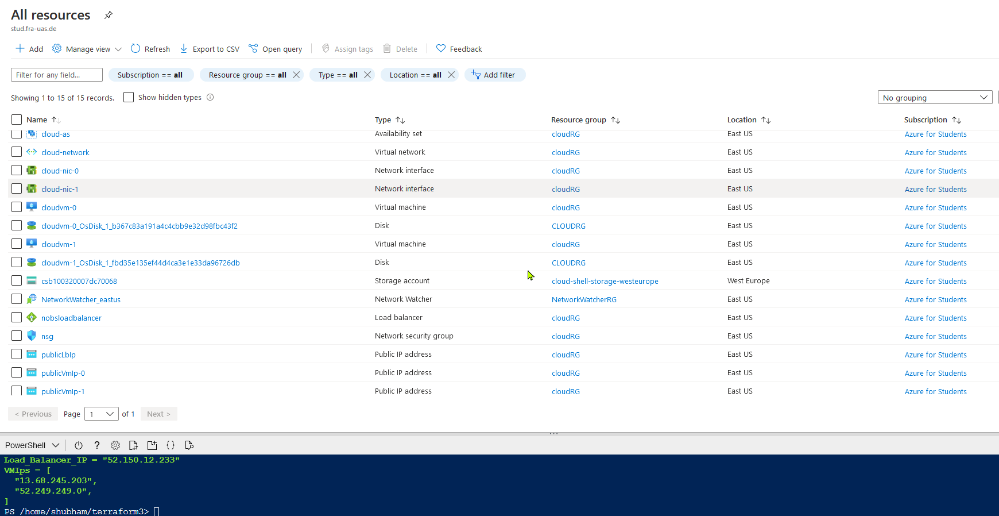 All resources
stud.fra-uas.de
Add Manage view Refresh Export to CSV Open query Assign tags Delete Feedback
Filter for any field... Subscription == all Resource group == all Type == all Location == all Add filter
Showing 1 to 15 of 15 records. Show hidden types No grouping
Name Type Resource group Location Subscription
cloud-as Availability set cloudRG East US Azure for Students
cloud-network Virtual network cloudRG East US Azure for Students
cloud-nic-0 Network interface cloudRG East US Azure for Students
cloud-nic-1 Network interface cloudRG East US Azure for Students
cloudvm-0 Virtual machine cloudRG East US Azure for Students
cloudvm-0_OsDisk_1_b367c83a191a4c4cbb9e32d98fbc43f2 Disk CLOUDRG East US Azure for Students
cloudvm-1 Virtual machine cloudRG East US Azure for Students
cloudvm-1_OsDisk_1_fbd35e135ef44d4ca3e1e33da96726db Disk CLOUDRG East US Azure for Students
csb100320007dc70068 Storage account cloud-shell-storage-westeurope West Europe Azure for Students
NetworkWatcher_eastus Network Watcher NetworkWatcherRG East US Azure for Students
nobsloadbalancer Load balancer cloudRG East US Azure for Students
nsg Network security group cloudRG East US Azure for Students
publicLbIp Public IP address cloudRG East US Azure for Students
publicVmIp-0 Public IP address cloudRG East US Azure for Students
publicVmIp-1 Public IP address cloudRG East US Azure for Students
< Previous Page 1 of 1 Next >
PowerShell ? {}
Load_Balancer_IP = "52.150.12.233"
VMIps = [
"13.68.245.203",
"52.249.249.0",
]
PS /home/shubham/terraform3>